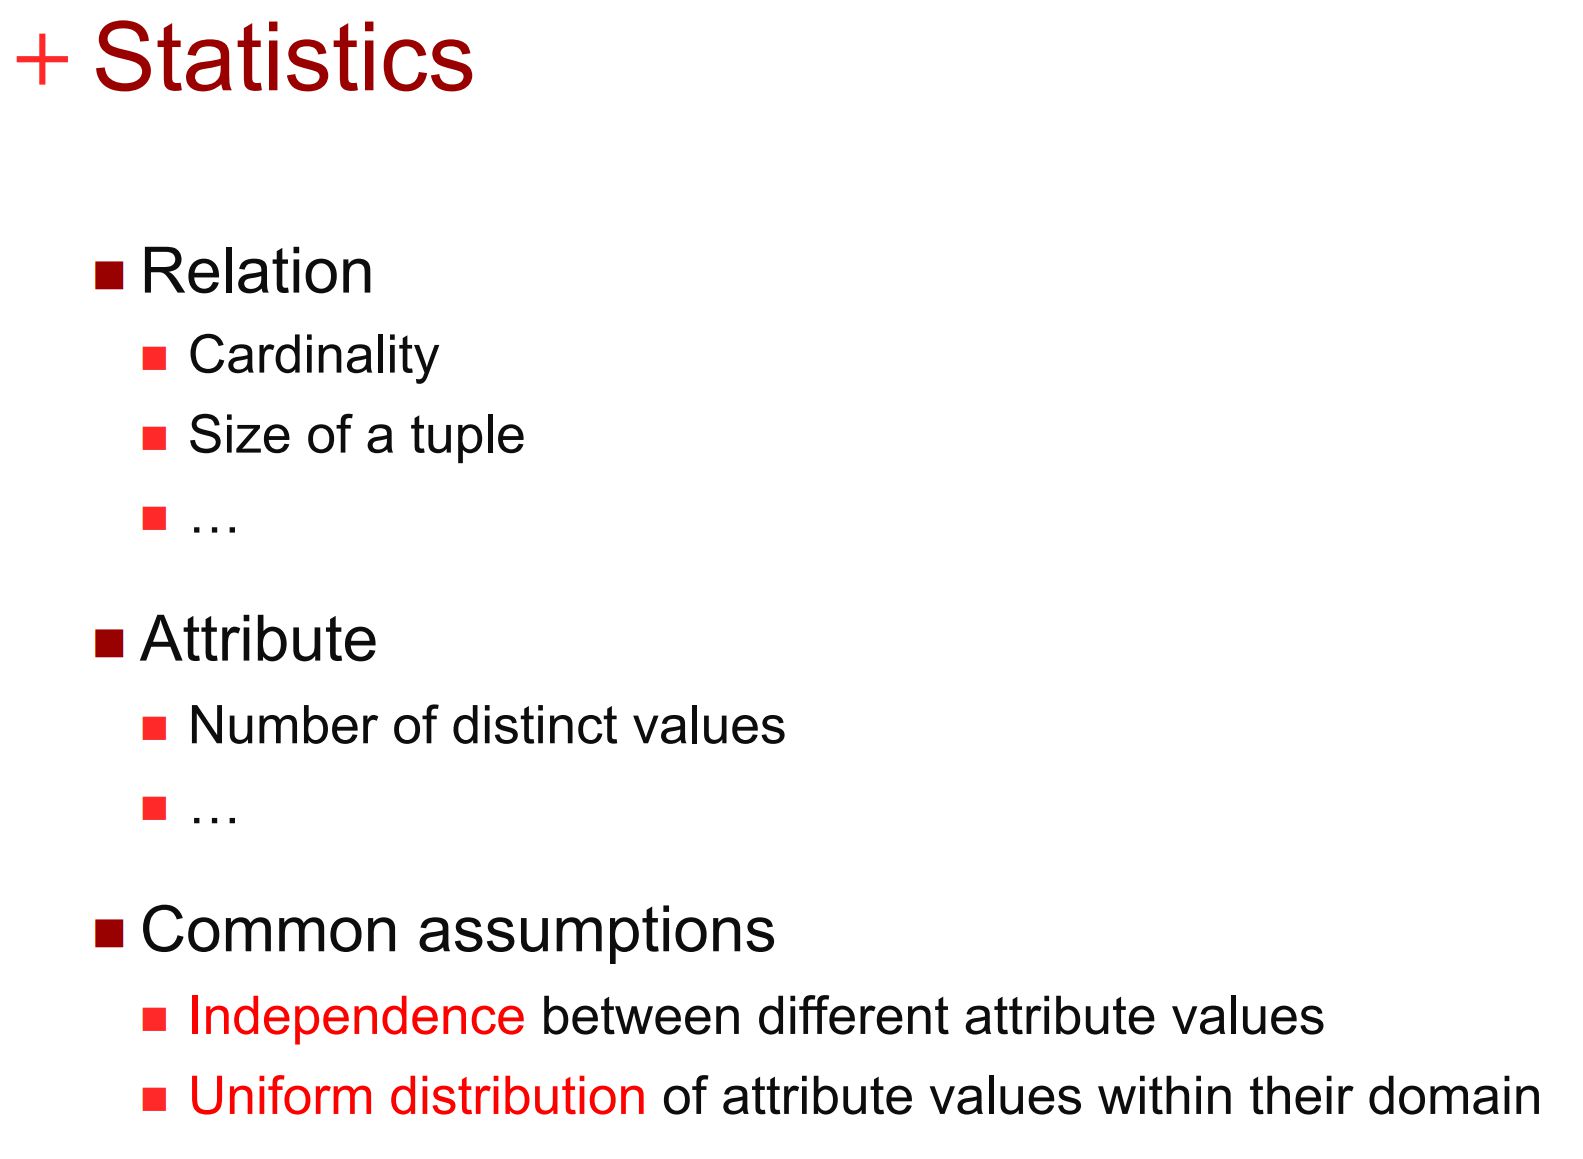 + Statistics
■ Relation
■ Cardinality
■ Size of a tuple
■ …
■ Attribute
■ Number of distinct values
■ …
■ Common assumptions
■ Independence between different attribute values
■ Uniform distribution of attribute values within their domain